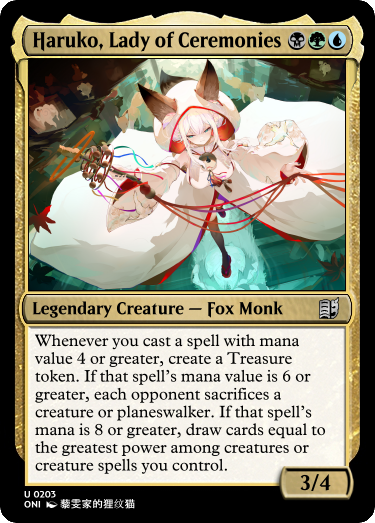 Haruko, Lady of Ceremonies
Legendary Creature — Fox Monk
Whenever you cast a spell with mana
value 4 or greater, create a Treasure
token. If that spell's mana value is 6 or
greater, each opponent sacrifices a
creature or planeswalker. If that spell's
mana is 8 or greater, draw cards equal to
the greatest power among creatures or
creature spells you control.
3/4
U 0203
ONI 藜雯家的狸纹猫